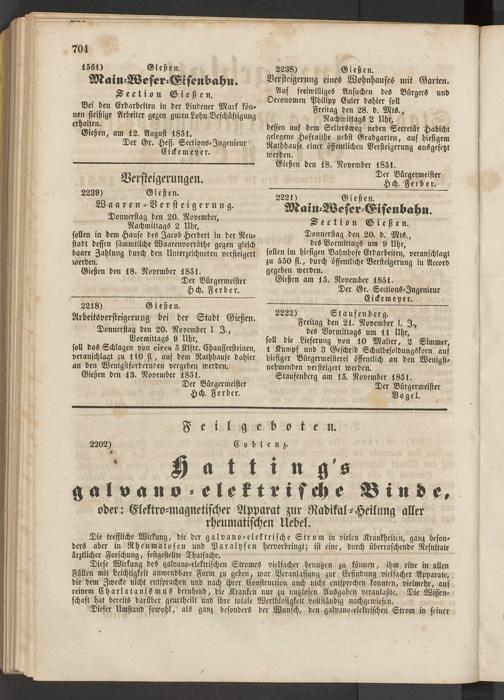 704
1561) Gießen.
Main-Weser-Eisenbahn.
Section Gießen.
Bei den Erdarbeiten in der Lindener Mark kön-
nen fleißige Arbeiter gegen guten Lohn Beschäftigung
erhalten.
Gießen, am 12. August 1851.
Der Gr. Hess. Sections-Ingenieur
Eickemeyer.
Versteigerungen.
2239) Gießen.
Waaren-Versteigerung.
Donnerstag den 20. November,
Nachmittags 2 Uhr,
sollen in dem Hause des Jacob Herbert in der Neu-
stadt dessen sämmtliche Waarenvorräthe gegen gleich
baare Zahlung durch den Unterzeichneten versteigert
werden.
Gießen den 18. November 1851.
Der Bürgermeister
Hch. Ferber.
2218) Gießen.
Arbeitsversteigerung bei der Stadt Gießen.
Donnerstag den 20. November l. J.,
Vormittags 9 Uhr,
soll das Schlagen von circa 5 Klftr. Chausseesteinen,
veranschlagt zu 110 fl., auf dem Rathhause dahier
an den Wenigstfordernden vergeben werden.
Gießen den 13. November 1851.
Der Bürgermeister
Hch. Ferber.
2238) Gießen.
Versteigerung eines Wohnhauses mit Garten.
Auf freiwilliges Ansuchen des Bürgers und
Oeconomen Philipp Euler dahier soll
Freitag den 28. d. Mts.,
Nachmittags 2 Uhr,
dessen auf dem Seltersweg neben Secretär Habicht
gelegene Hofraithe nebst Grabgarten, auf hiesigem
Rathhause einer öffentlichen Versteigerung ausgesetzt
werden.
Gießen den 18. November 1851.
Der Bürgermeister
Hch. Ferber.
2221) Gießen.
Main-Weser-Eisenbahn.
Section Gießen.
Donnerstag den 20. d. Mts.,
des Vormittags um 9 Uhr,
sollen im hiesigen Bahnhofe Erdarbeiten, veranschlagt
zu 550 fl., durch öffentliche Versteigerung in Accord
gegeben werden.
Gießen am 15. November 1851.
Der Gr. Sections-Ingenieur
Eickemeyer.
2222) Staufenberg.
Freitag den 21. November l. J.,
des Vormittags um 11 Uhr,
soll die Lieferung von 10 Malter, 2 Simmer,
1 Kumpf und 3 Gescheid Schulbesoldungskorn auf
hiesiger Bürgermeisterei öffentlich an den Wenigst-
nehmenden versteigert werden.
Staufenberg am 15. November 1851.
Der Bürgermeister
Vogel.
Feilgeboten.
2202) Coblenz.
Hatting's
galvano-elektrische Binde,
oder: Elektro-magnetischer Apparat zur Radikal-Heilung aller
rheumatischen Uebel.
Die treffliche Wirkung, die der galvano-elektrische Strom in vielen Krankheiten, ganz beson-
ders aber in Rheumatosen und Paralysen hervorbringt; ist eine, durch überraschende Resultate
ärztlicher Forschung, festgestellte Thatsache.
Diese Wirkung des galvano-elektrischen Stromes vielfacher benutzen zu können, ihm eine in allen
Fällen mit Leichtigkeit anwendbare Form zu geben, war Veranlassung zur Erfindung vielfacher Apparate,
die dem Zwecke nicht entsprachen und nach ihrer Construction auch nicht entsprechen konnten, vielmehr, auf
reinem Charlatanismus beruhend, die Kranken nur zu unnützen Ausgaben veranlaßte. Die Wissen-
schaft hat bereits darüber geurtheilt und ihre totale Werthlosigkeit vollständig nachgewiesen.
Dieser Umstand sowohl, als ganz besonders der Wunsch, den galvano-elektrischen Strom in seiner